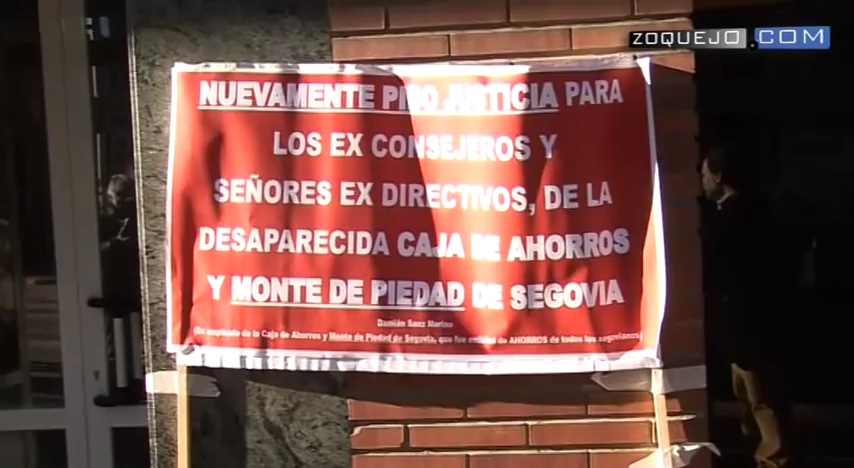 ZOQUEJO.COM
NUEVAMENTE PIDO JUSTICIA PARA
LOS EX CONSEJEROS Y
SEÑORES EX DIRECTIVOS, DE LA
DESAPARECIDA CAJA DE AHORROS
Y MONTE DE PIEDAD DE SEGOVIA
Damián Sanz Merino
(Ex empleado de la Caja de Ahorros y Monte de Piedad de Segovia, que fue entidad de AHORROS de todos los segovianos)